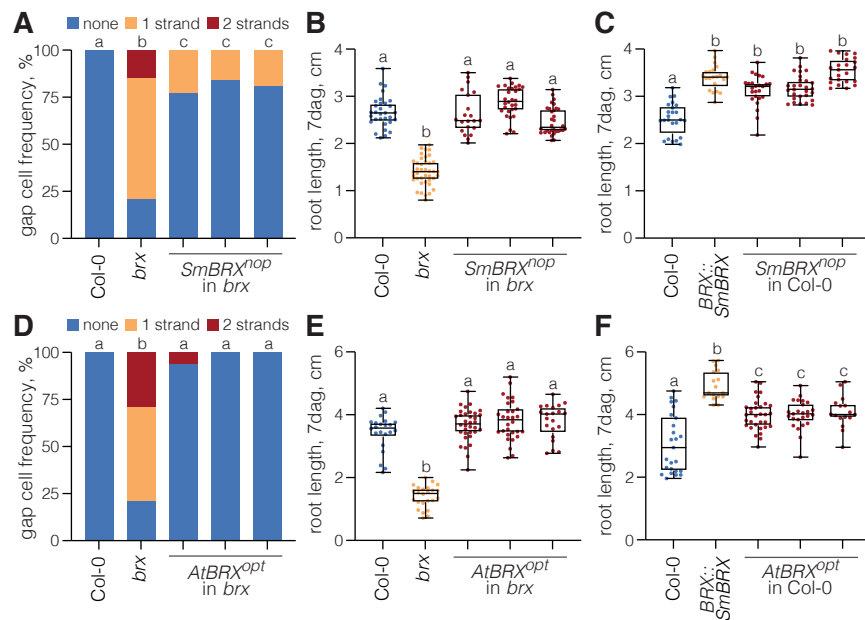 A
none 1 strand 2 strands
a b c c c
gap cell frequency, %
100
75
50
25
0
Col-0
brx
SmBRX^nop
in brx
B
root length, 7dag, cm
4
3
2
1
0
a b a a a
Col-0
brx
SmBRX^nop
in brx
C
root length, 7dag, cm
4
3
2
1
0
a b b b b
Col-0
BRX::
SmBRX
SmBRX^nop
in Col-0
D
none 1 strand 2 strands
a b a a a
gap cell frequency, %
100
75
50
25
0
Col-0
brx
AtBRX^opt
in brx
E
root length, 7dag, cm
6
4
2
0
a b a a a
Col-0
brx
AtBRX^opt
in brx
F
root length, 7dag, cm
6
4
2
0
a b c c c
Col-0
BRX::
SmBRX
AtBRX^opt
in Col-0